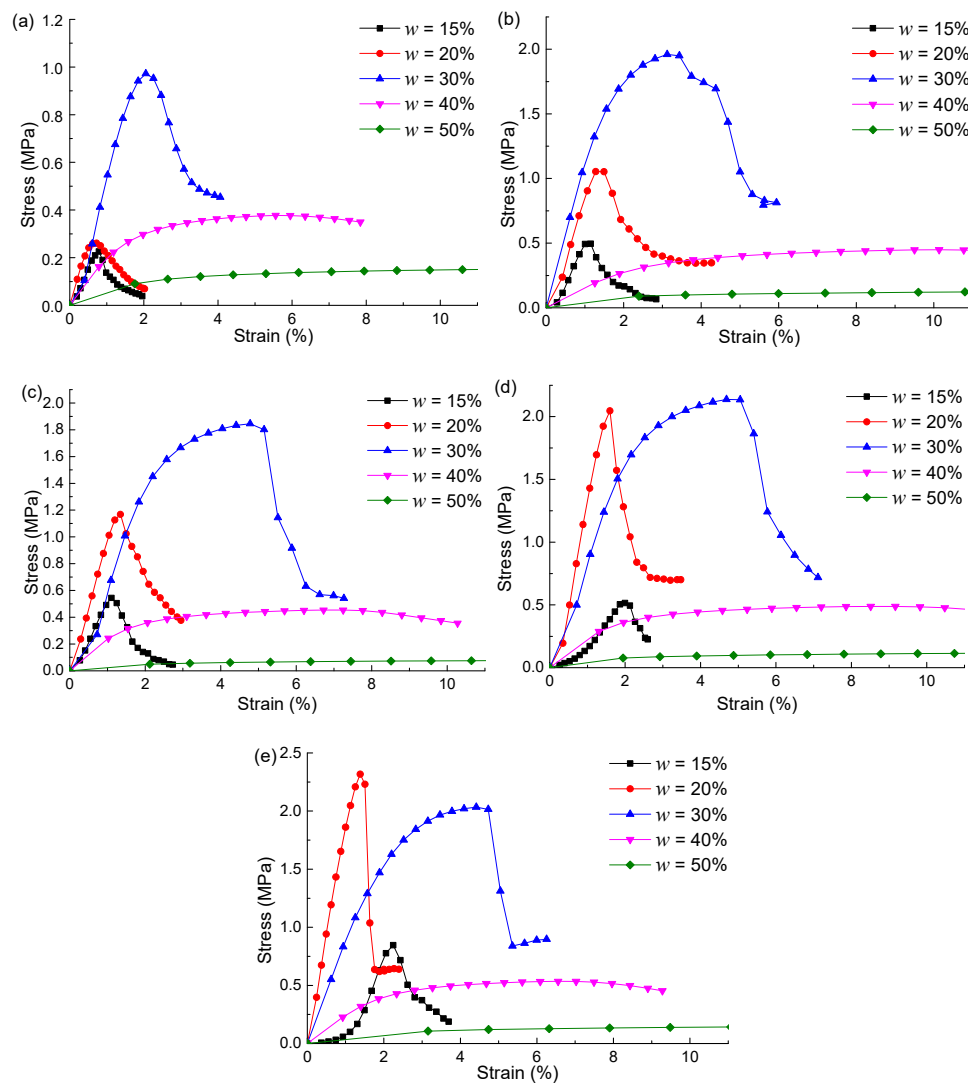 (a)
1.2
1.0
0.8
0.6
0.4
0.2
0.0
Stress (MPa)
0 2 4 6 8 10
Strain (%)
w = 15%
w = 20%
w = 30%
w = 40%
w = 50%
(b)
2.0
1.5
1.0
0.5
0.0
Stress (MPa)
0 2 4 6 8 10
Strain (%)
w = 15%
w = 20%
w = 30%
w = 40%
w = 50%
(c)
2.0
1.8
1.6
1.4
1.2
1.0
0.8
0.6
0.4
0.2
0.0
Stress (MPa)
0 2 4 6 8 10
Strain (%)
w = 15%
w = 20%
w = 30%
w = 40%
w = 50%
(d)
2.0
1.5
1.0
0.5
0.0
Stress (MPa)
0 2 4 6 8 10
Strain (%)
w = 15%
w = 20%
w = 30%
w = 40%
w = 50%
(e)
2.5
2.0
1.5
1.0
0.5
0.0
Stress (MPa)
0 2 4 6 8 10
Strain (%)
w = 15%
w = 20%
w = 30%
w = 40%
w = 50%